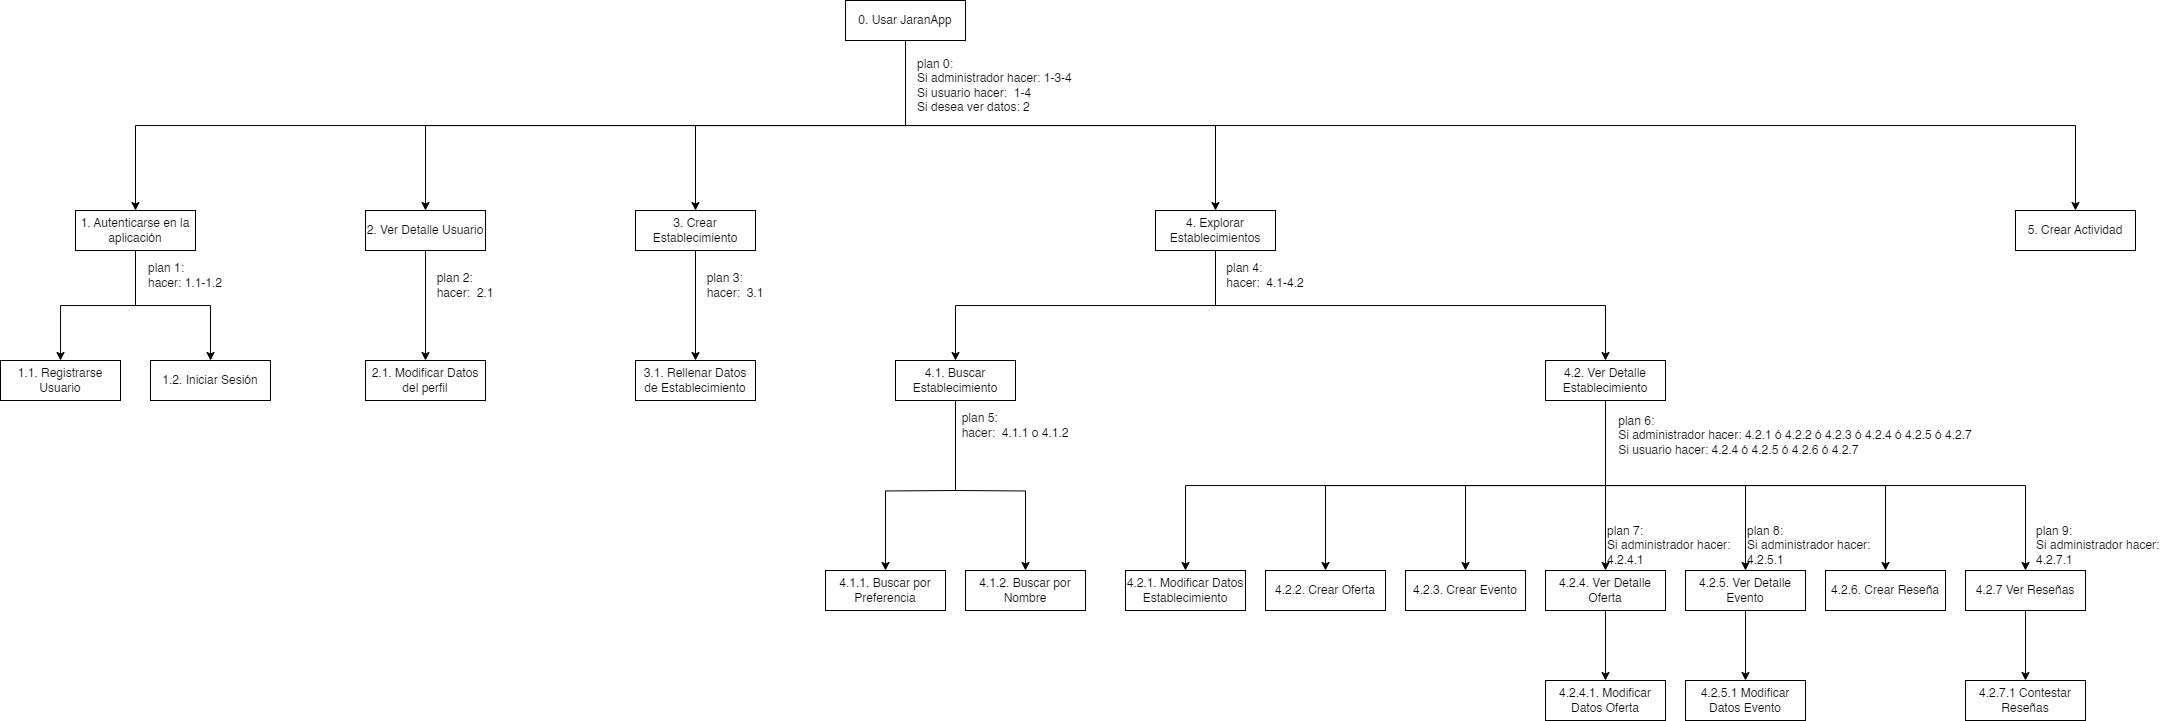 0. Usar JaranApp
plan 0:
Si administrador hacer: 1-3-4
Si usuario hacer:  1-4
Si desea ver datos: 2
1. Autenticarse en la
aplicación
2. Ver Detalle Usuario
3. Crear
Establecimiento
4. Explorar
Establecimientos
5. Crear Actividad
plan 1:
hacer: 1.1-1.2
plan 2:
hacer:  2.1
plan 3:
hacer:  3.1
plan 4:
hacer:  4.1-4.2
1.1. Registrarse
Usuario
1.2. Iniciar Sesión
2.1. Modificar Datos
del perfil
3.1. Rellenar Datos
de Establecimiento
4.1. Buscar
Establecimiento
4.2. Ver Detalle
Establecimiento
plan 5:
hacer:  4.1.1 o 4.1.2
plan 6:
Si administrador hacer: 4.2.1 ó 4.2.2 ó 4.2.3 ó 4.2.4 ó 4.2.5 ó 4.2.7
Si usuario hacer: 4.2.4 ó 4.2.5 ó 4.2.6 ó 4.2.7
plan 7:
Si administrador hacer:
4.2.4.1
plan 8:
Si administrador hacer:
4.2.5.1
plan 9:
Si administrador hacer:
4.2.7.1
4.1.1. Buscar por
Preferencia
4.1.2. Buscar por
Nombre
4.2.1. Modificar Datos
Establecimiento
4.2.2. Crear Oferta
4.2.3. Crear Evento
4.2.4. Ver Detalle
Oferta
4.2.5. Ver Detalle
Evento
4.2.6. Crear Reseña
4.2.7 Ver Reseñas
4.2.4.1. Modificar
Datos Oferta
4.2.5.1 Modificar
Datos Evento
4.2.7.1 Contestar
Reseñas